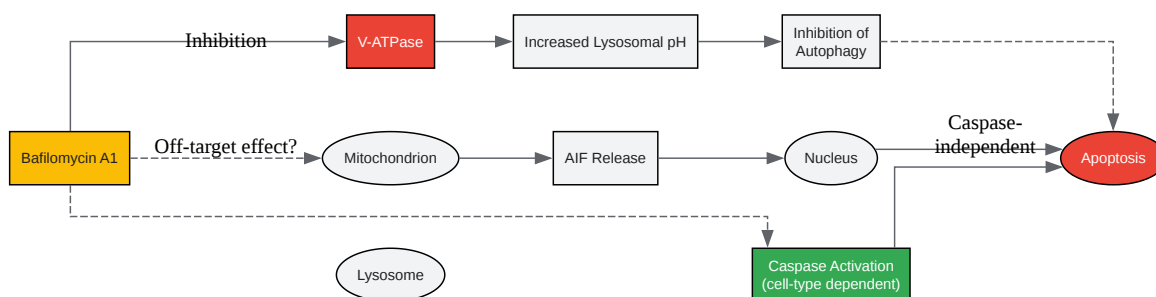 Inhibition
V-ATPase
Increased Lysosomal pH
Inhibition of
Autophagy
Bafilomycin A1
Off-target effect?
Mitochondrion
AIF Release
Nucleus
Caspase-
independent
Apoptosis
Lysosome
Caspase Activation
(cell-type dependent)